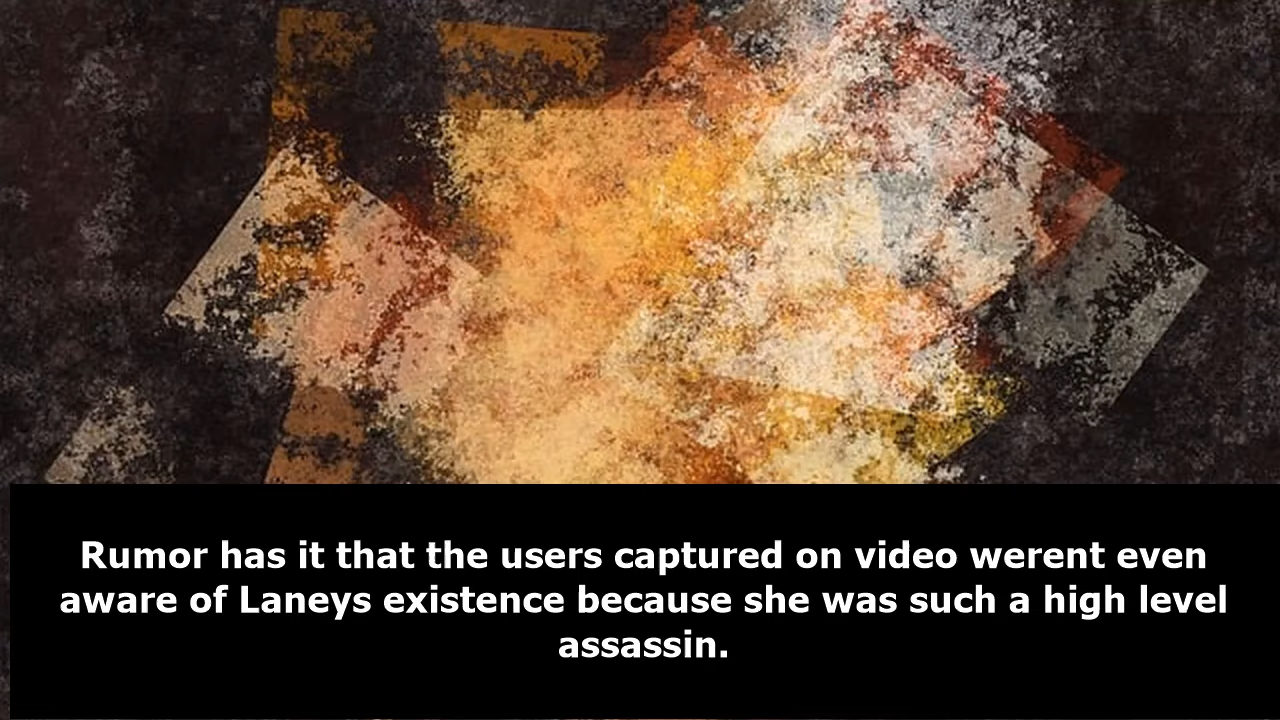 Rumor has it that the users captured on video werent even
aware of Laneys existence because she was such a high level
assassin.